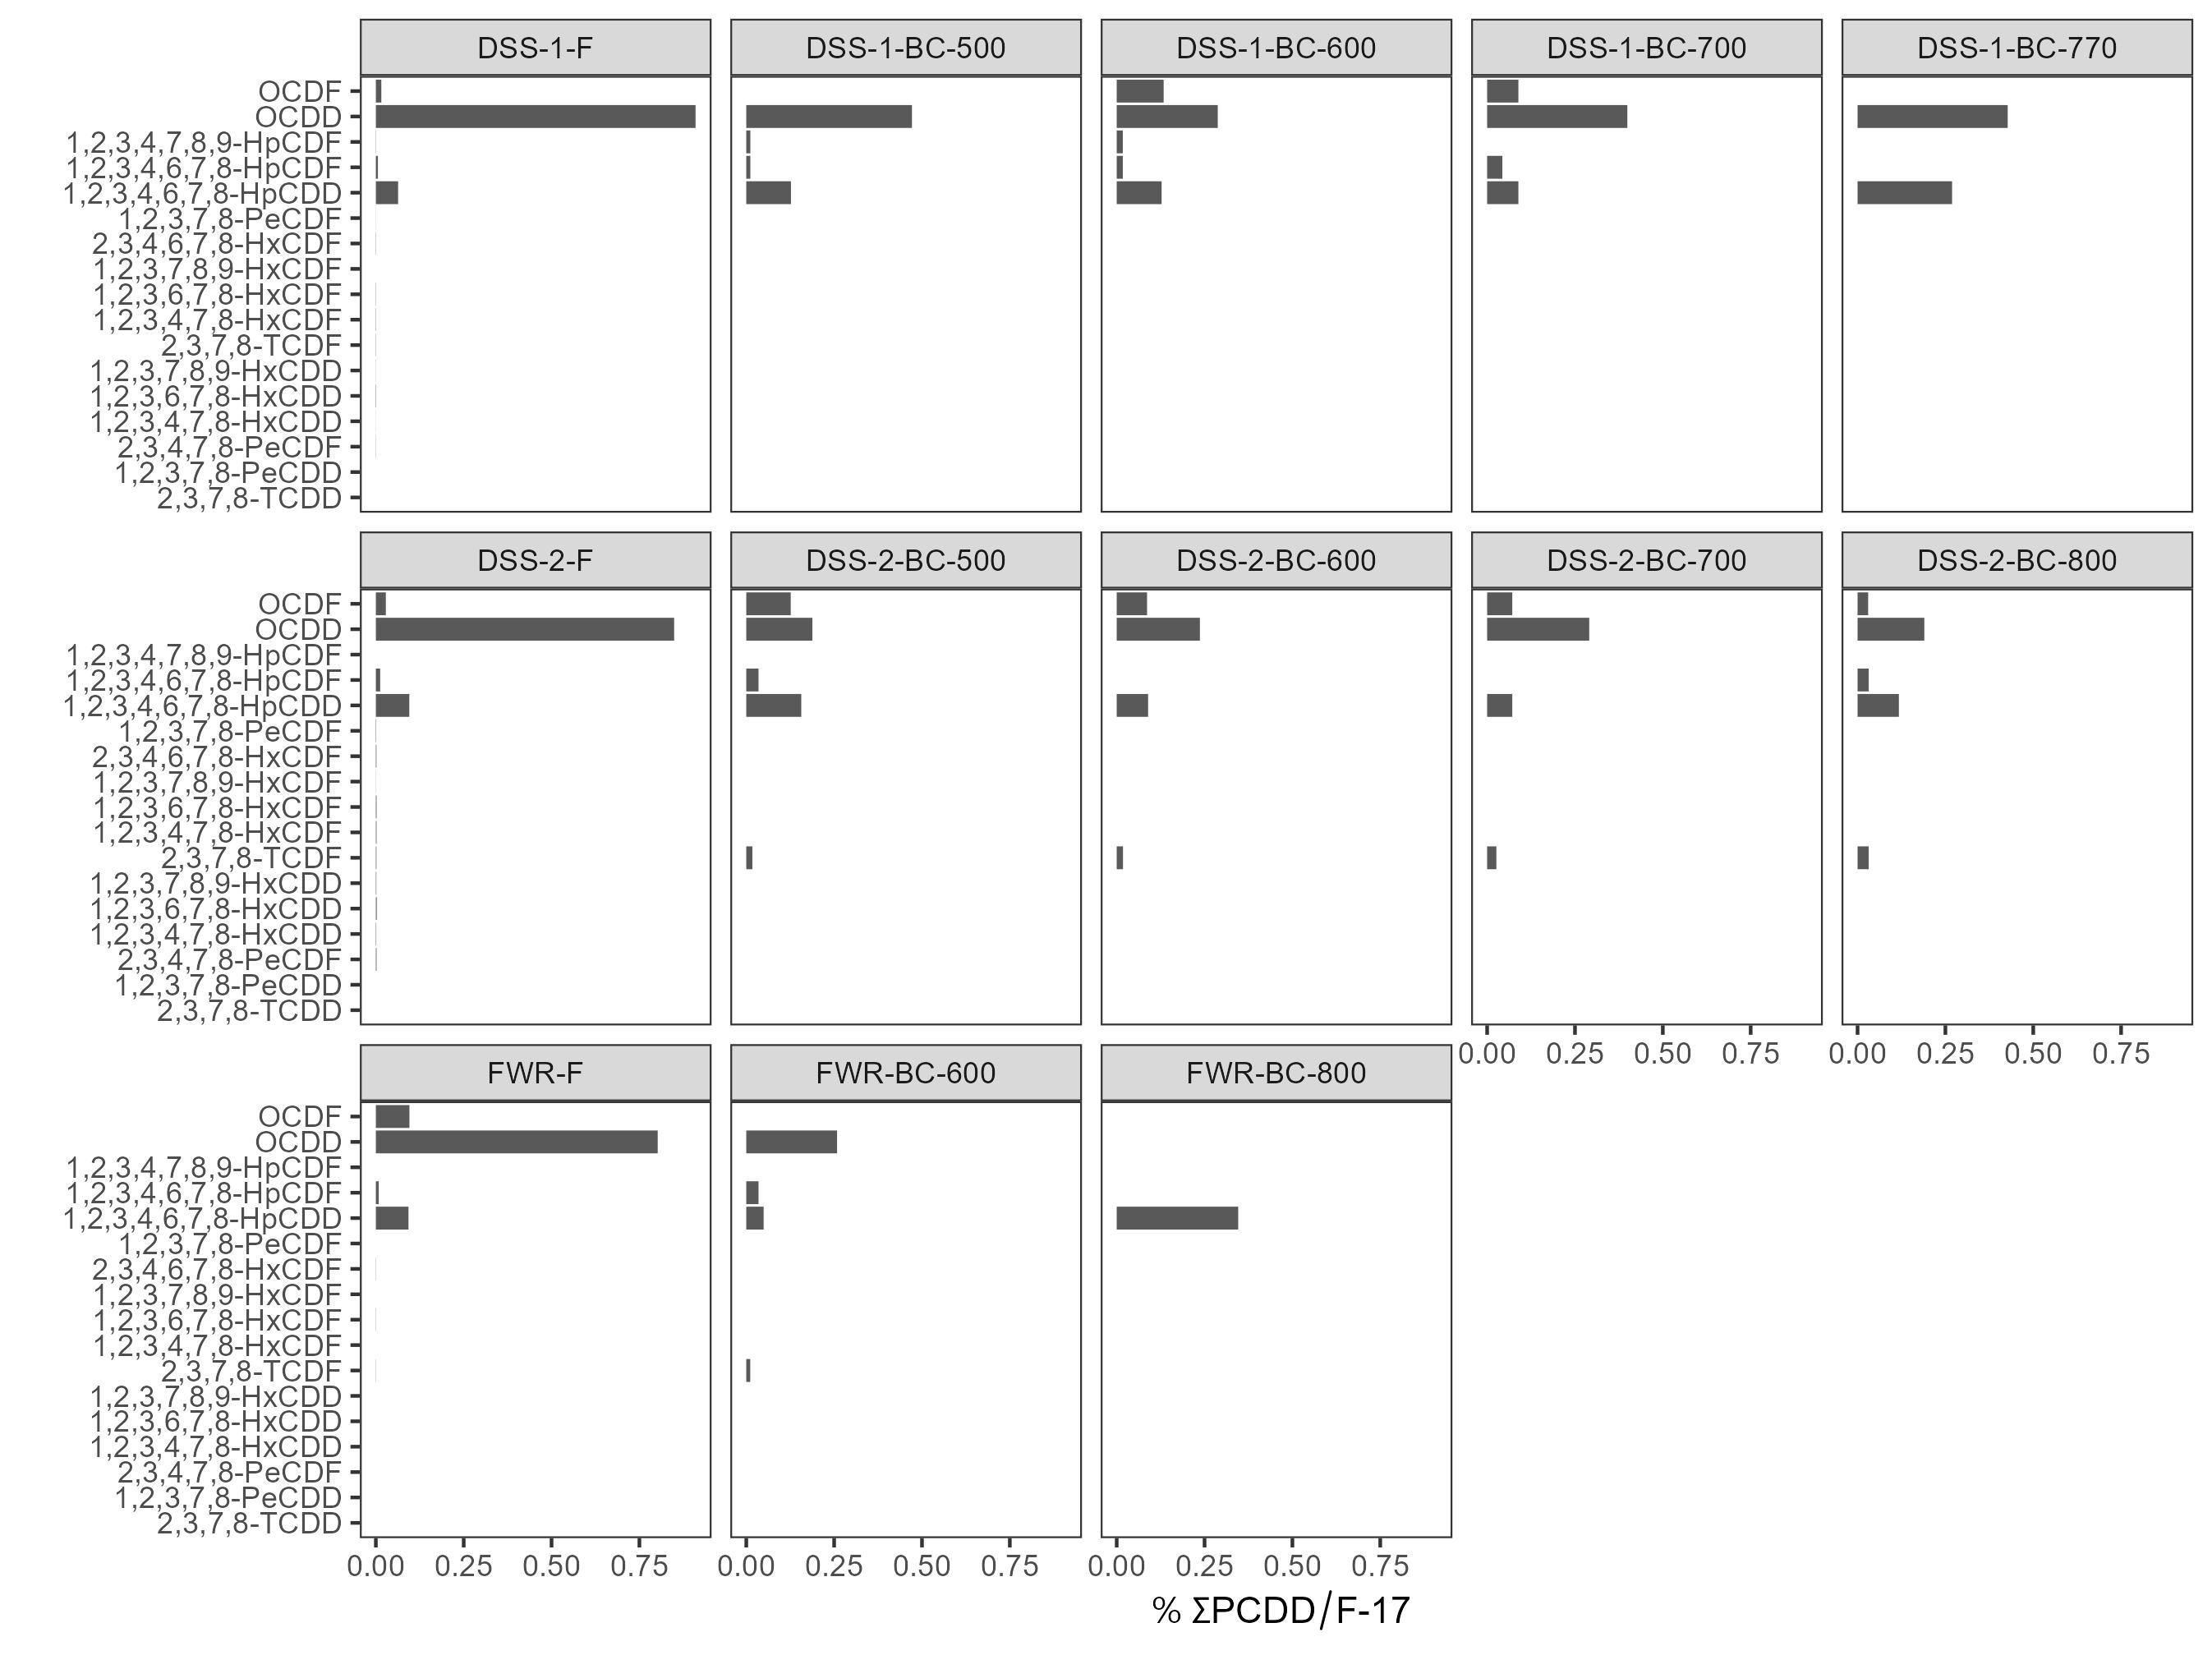 DSS-1-F DSS-1-BC-500 DSS-1-BC-600 DSS-1-BC-700 DSS-1-BC-770
OCDF
OCDD
1,2,3,4,7,8,9-HpCDF
1,2,3,4,6,7,8-HpCDF
1,2,3,4,6,7,8-HpCDD
1,2,3,7,8-PeCDF
2,3,4,6,7,8-HxCDF
1,2,3,7,8,9-HxCDF
1,2,3,6,7,8-HxCDF
1,2,3,4,7,8-HxCDF
2,3,7,8-TCDF
1,2,3,7,8,9-HxCDD
1,2,3,6,7,8-HxCDD
1,2,3,4,7,8-HxCDD
2,3,4,7,8-PeCDF
1,2,3,7,8-PeCDD
2,3,7,8-TCDD
DSS-2-F DSS-2-BC-500 DSS-2-BC-600 DSS-2-BC-700 DSS-2-BC-800
OCDF
OCDD
1,2,3,4,7,8,9-HpCDF
1,2,3,4,6,7,8-HpCDF
1,2,3,4,6,7,8-HpCDD
1,2,3,7,8-PeCDF
2,3,4,6,7,8-HxCDF
1,2,3,7,8,9-HxCDF
1,2,3,6,7,8-HxCDF
1,2,3,4,7,8-HxCDF
2,3,7,8-TCDF
1,2,3,7,8,9-HxCDD
1,2,3,6,7,8-HxCDD
1,2,3,4,7,8-HxCDD
2,3,4,7,8-PeCDF
1,2,3,7,8-PeCDD
2,3,7,8-TCDD
0.00 0.25 0.50 0.75 0.00 0.25 0.50 0.75
FWR-F FWR-BC-600 FWR-BC-800
OCDF
OCDD
1,2,3,4,7,8,9-HpCDF
1,2,3,4,6,7,8-HpCDF
1,2,3,4,6,7,8-HpCDD
1,2,3,7,8-PeCDF
2,3,4,6,7,8-HxCDF
1,2,3,7,8,9-HxCDF
1,2,3,6,7,8-HxCDF
1,2,3,4,7,8-HxCDF
2,3,7,8-TCDF
1,2,3,7,8,9-HxCDD
1,2,3,6,7,8-HxCDD
1,2,3,4,7,8-HxCDD
2,3,4,7,8-PeCDF
1,2,3,7,8-PeCDD
2,3,7,8-TCDD
0.00 0.25 0.50 0.75 0.00 0.25 0.50 0.75 0.00 0.25 0.50 0.75
% ΣPCDD/F-17